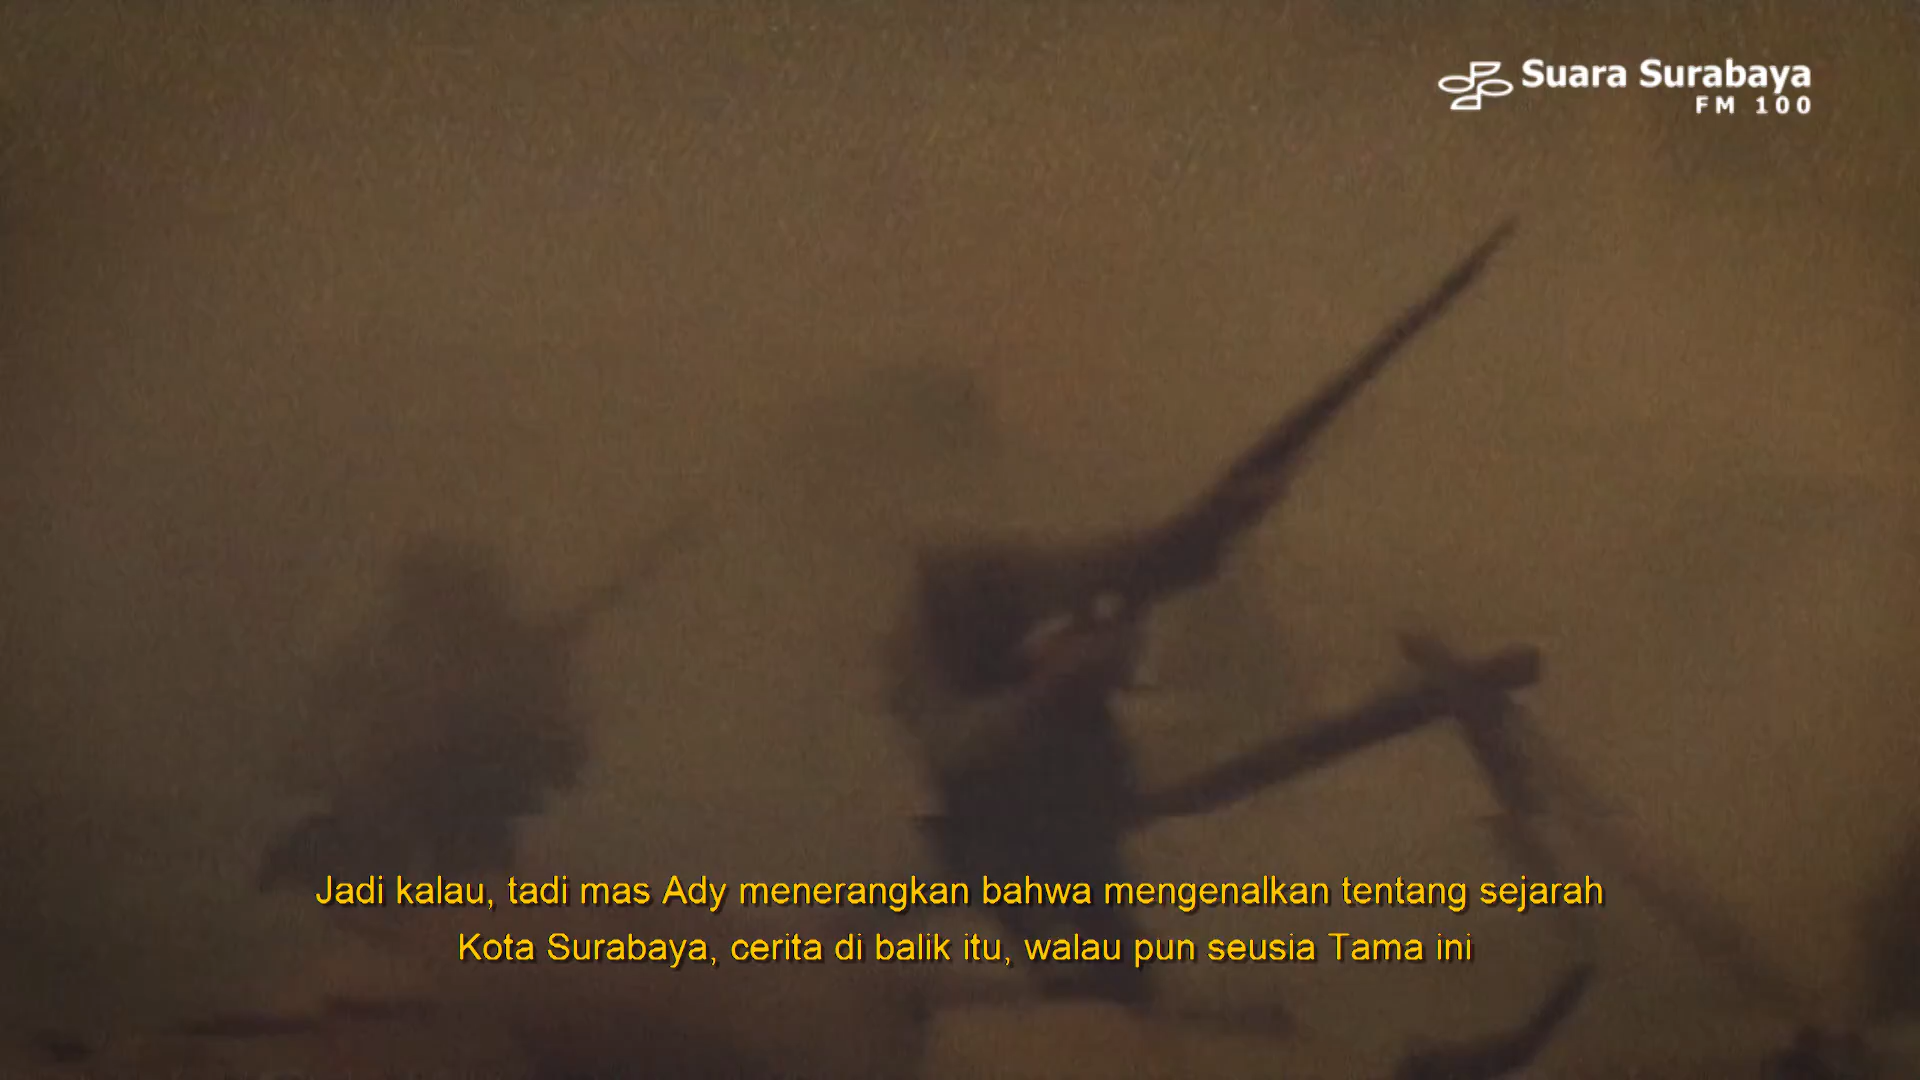 Suara Surabaya
FM 100
Jadi kalau, tadi mas Ady menerangkan bahwa mengenalkan tentang sejarah
Kota Surabaya, cerita di balik itu, walau pun seusia Tama ini